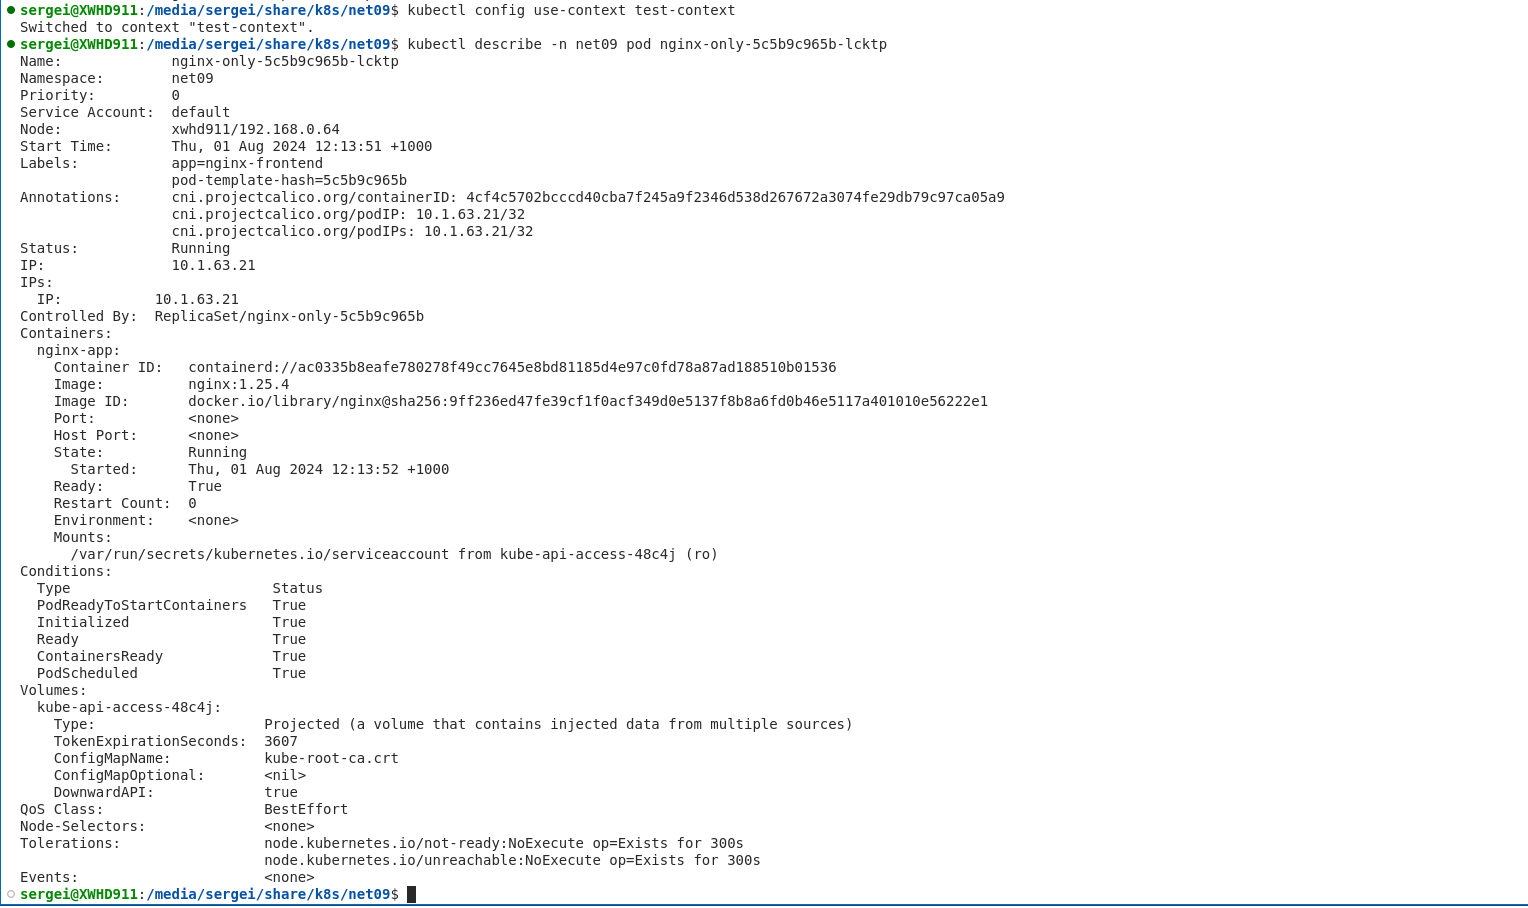 sergei@XWHD911:/media/sergei/share/k8s/net09$ kubectl config use-context test-context
Switched to context "test-context".
sergei@XWHD911:/media/sergei/share/k8s/net09$ kubectl describe -n net09 pod nginx-only-5c5b9c965b-lcktp
Name:             nginx-only-5c5b9c965b-lcktp
Namespace:        net09
Priority:         0
Service Account:  default
Node:             xwhd911/192.168.0.64
Start Time:       Thu, 01 Aug 2024 12:13:51 +1000
Labels:           app=nginx-frontend
                  pod-template-hash=5c5b9c965b
Annotations:      cni.projectcalico.org/containerID: 4cf4c5702bcccd40cba7f245a9f2346d538d267672a3074fe29db79c97ca05a9
                  cni.projectcalico.org/podIP: 10.1.63.21/32
                  cni.projectcalico.org/podIPs: 10.1.63.21/32
Status:           Running
IP:               10.1.63.21
IPs:
  IP:           10.1.63.21
Controlled By:  ReplicaSet/nginx-only-5c5b9c965b
Containers:
  nginx-app:
    Container ID:   containerd://ac0335b8eafe780278f49cc7645e8bd81185d4e97c0fd78a87ad188510b01536
    Image:          nginx:1.25.4
    Image ID:       docker.io/library/nginx@sha256:9ff236ed47fe39cf1f0acf349d0e5137f8b8a6fd0b46e5117a401010e56222e1
    Port:           <none>
    Host Port:      <none>
    State:          Running
      Started:      Thu, 01 Aug 2024 12:13:52 +1000
    Ready:          True
    Restart Count:  0
    Environment:    <none>
    Mounts:
      /var/run/secrets/kubernetes.io/serviceaccount from kube-api-access-48c4j (ro)
Conditions:
  Type                        Status
  PodReadyToStartContainers   True
  Initialized                 True
  Ready                       True
  ContainersReady             True
  PodScheduled                True
Volumes:
  kube-api-access-48c4j:
    Type:                    Projected (a volume that contains injected data from multiple sources)
    TokenExpirationSeconds:  3607
    ConfigMapName:           kube-root-ca.crt
    ConfigMapOptional:       <nil>
    DownwardAPI:             true
QoS Class:                   BestEffort
Node-Selectors:              <none>
Tolerations:                 node.kubernetes.io/not-ready:NoExecute op=Exists for 300s
                             node.kubernetes.io/unreachable:NoExecute op=Exists for 300s
Events:                      <none>
sergei@XWHD911:/media/sergei/share/k8s/net09$